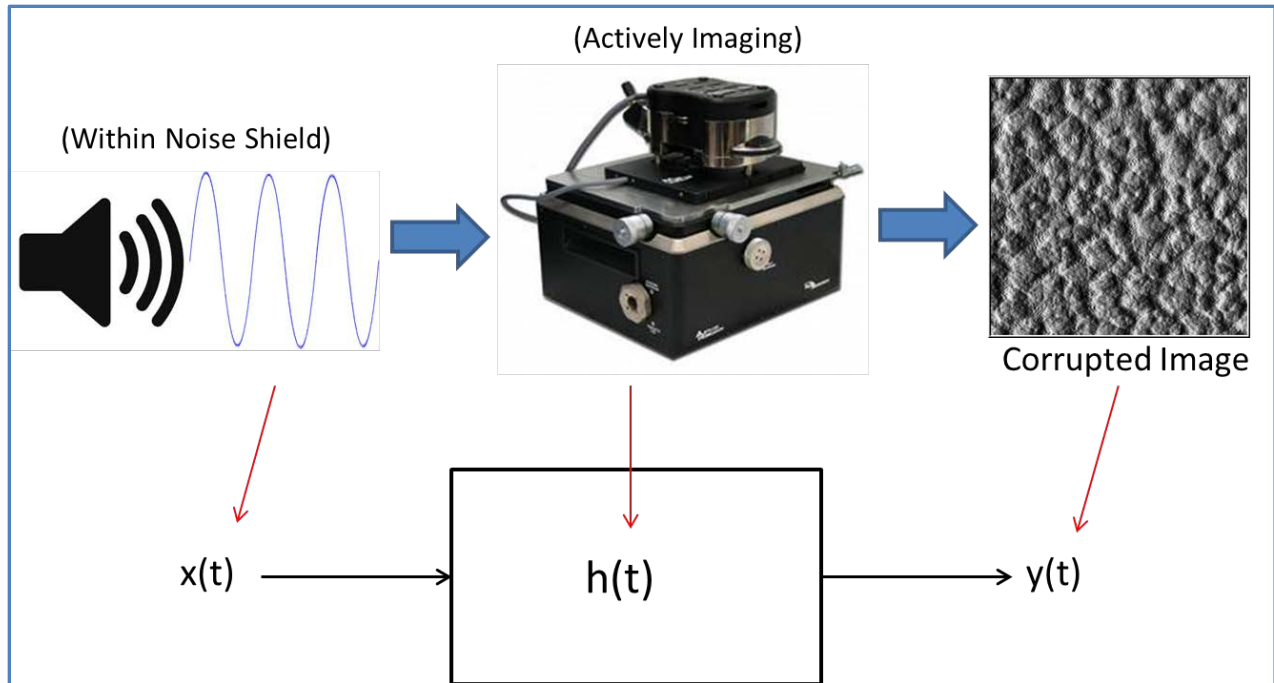 (Actively Imaging)
(Within Noise Shield)
Corrupted Image
x(t)
h(t)
y(t)